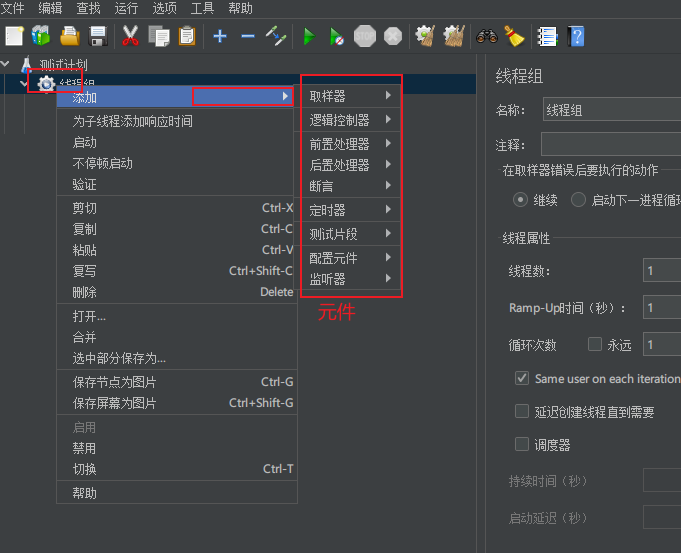 文件 编辑 查找 运行 选项 工具 帮助
STOP
测试计划
线程组
添加
为子线程添加响应时间
启动
不停顿启动
验证
剪切 Ctrl-X
复制 Ctrl-C
粘贴 Ctrl-V
复写 Ctrl+Shift-C
删除 Delete
打开...
合并
选中部分保存为...
保存节点为图片 Ctrl-G
保存屏幕为图片 Ctrl+Shift-G
启用
禁用
切换 Ctrl-T
帮助
取样器
逻辑控制器
前置处理器
后置处理器
断言
定时器
测试片段
配置元件
监听器
元件
线程组
名称： 线程组
注释：
在取样器错误后要执行的动作
继续 启动下一进程循
线程属性
线程数： 1
Ramp-Up时间（秒）： 1
循环次数 永远 1
Same user on each iteration
延迟创建线程直到需要
调度器
持续时间（秒）
启动延迟（秒）